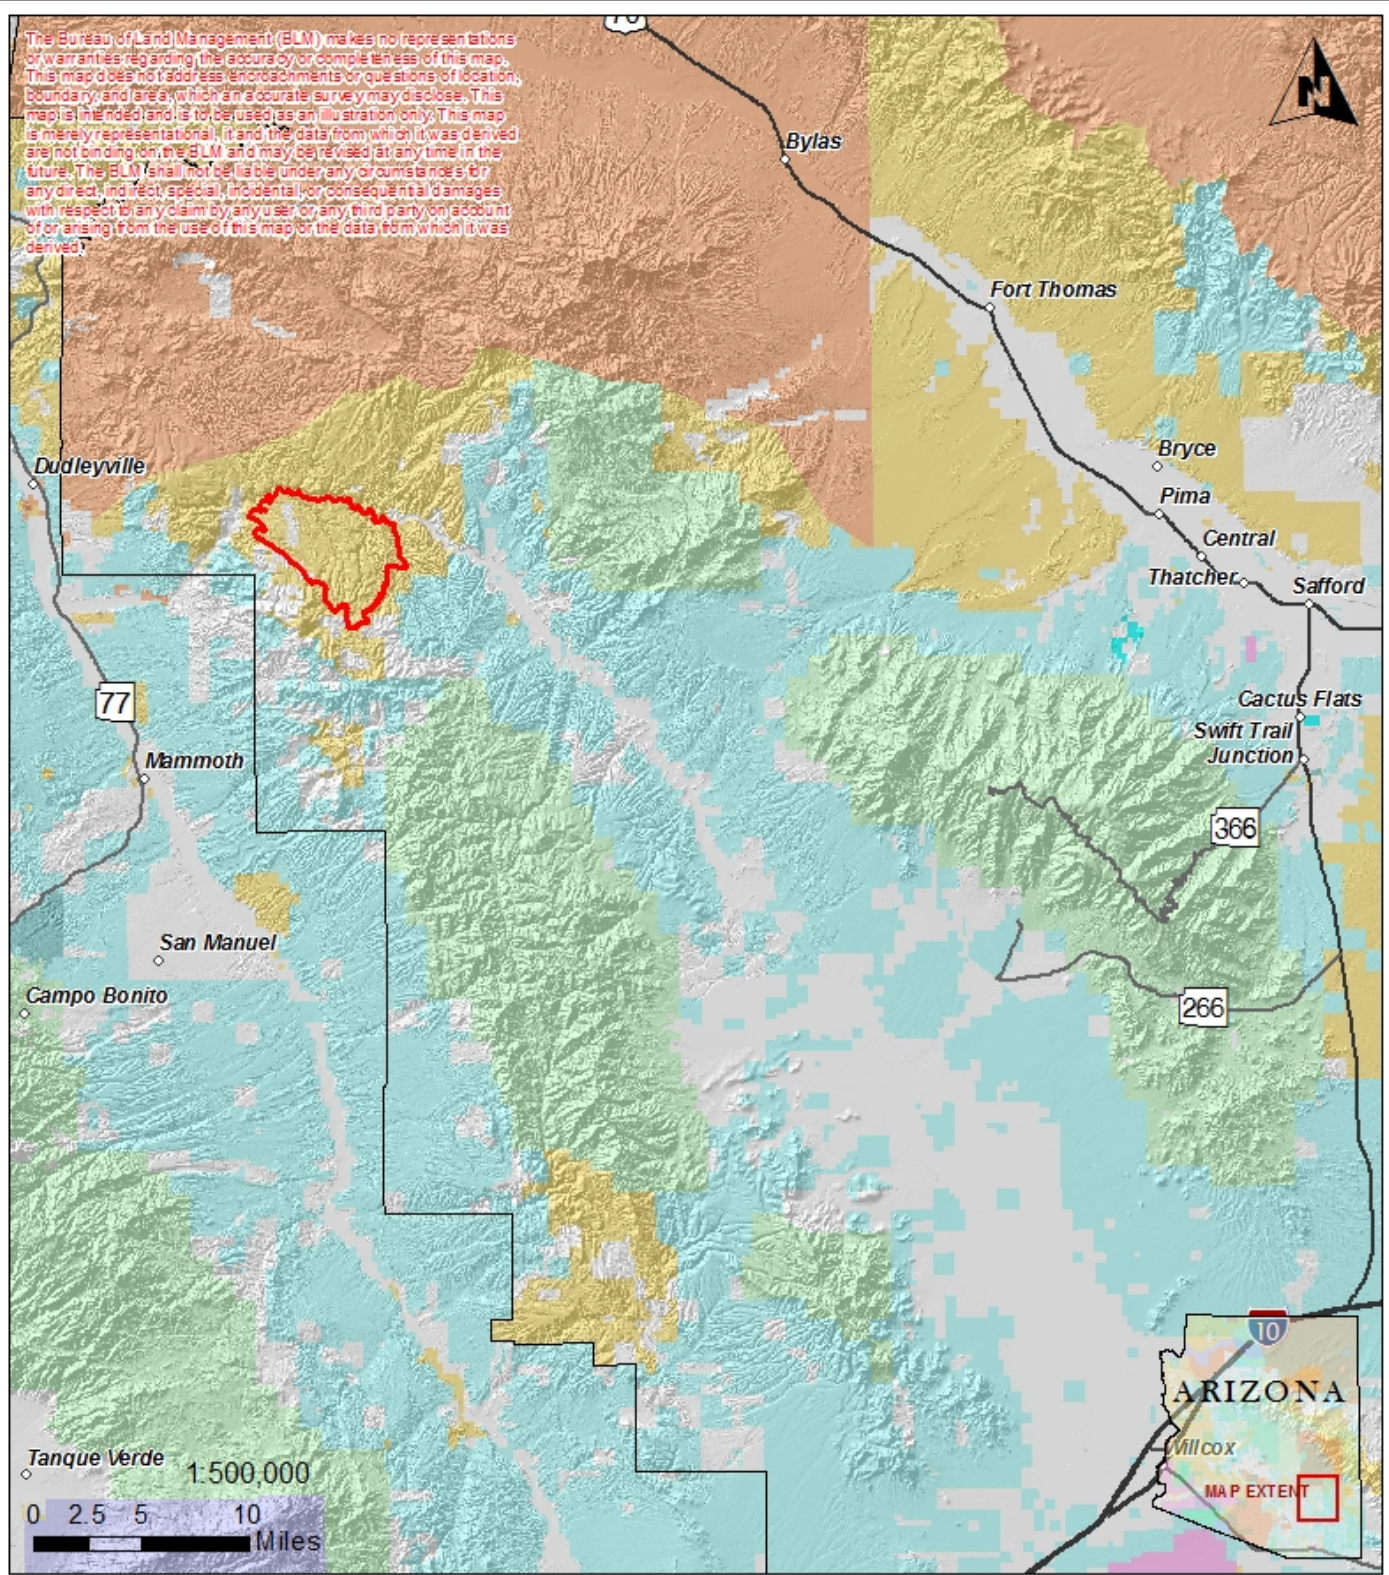 70
The Bureau of Land Management (BLM) makes no representations
or warranties regarding the accuracy or completeness of this map.
This map does not address encroachments or questions of location,
boundary, and area, which an accurate survey may disclose. This
map is intended and is to be used as an illustration only. This map
is merely representational, it and the data from which it was derived
are not binding on the BLM and may be revised at any time in the
future. The BLM shall not be liable under any circumstances for
any direct, indirect, special, incidental, or consequential damages
with respect to any claim by any user or any third party on account
of or arising from the use of this map or the data from which it was
derived.
N
Bylas
Fort Thomas
Bryce
Dudleyville
Pima
Central
Thatcher
Safford
77
Cactus Flats
Swift Trail
Junction
Mammoth
366
San Manuel
Campo Bonito
266
10
ARIZONA
Willcox
MAP EXTENT
Tanque Verde
1:500,000
0 2.5 5 10
Miles